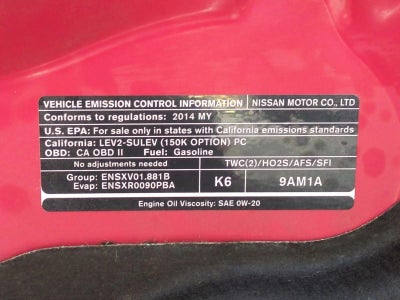 VEHICLE EMISSION CONTROL INFORMATION NISSAN MOTOR CO., LTD
Conforms to regulations: 2014 MY
U.S. EPA: For sale only in states with California emissions standards
California: LEV2-SULEV (150K OPTION) PC
OBD: CA OBD II Fuel: Gasoline
No adjustments needed TWC(2)/HO2S/AFS/SFI
Group: ENSXV01.881B
Evap: ENSXR0090PBA K6 9AM1A
Engine Oil Viscosity: SAE 0W-20